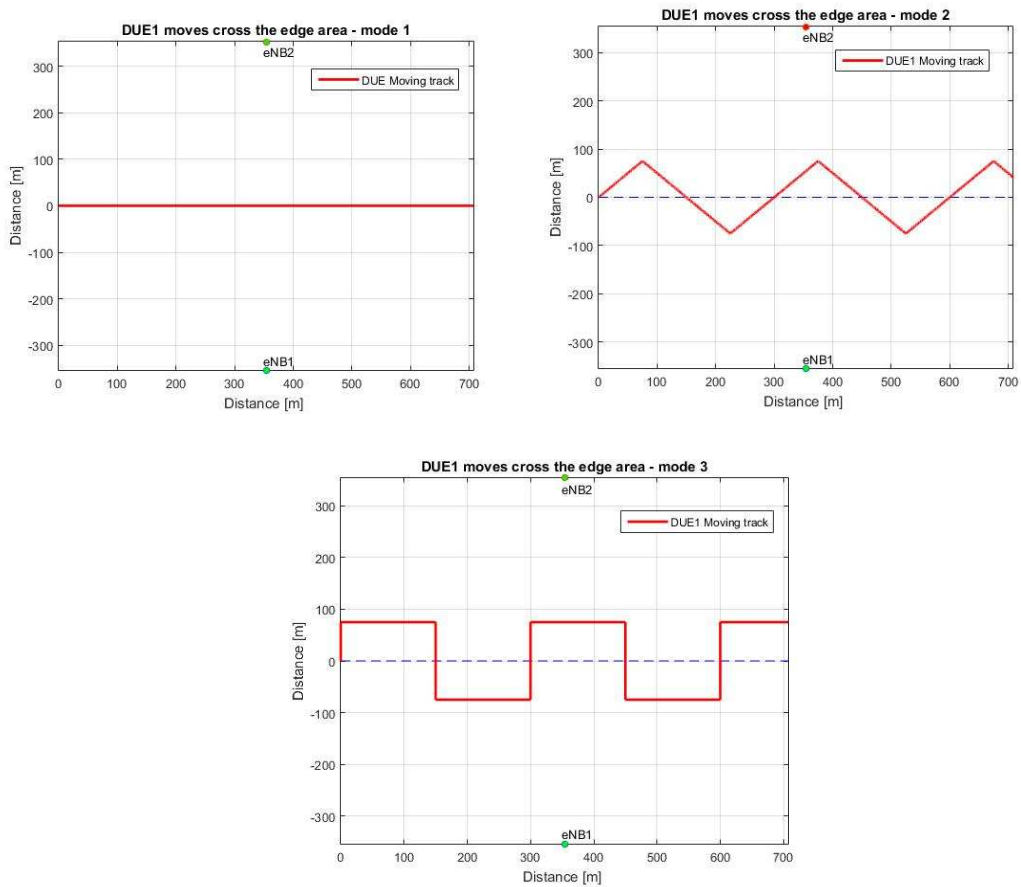 DUE1 moves cross the edge area - mode 1
eNB2
300
DUE Moving track
200
100
Distance [m]
0
-100
-200
-300
eNB1
0 100 200 300 400 500 600 700
Distance [m]
DUE1 moves cross the edge area - mode 2
eNB2
300
DUE1 Moving track
200
100
Distance [m]
0
-100
-200
-300
eNB1
0 100 200 300 400 500 600 700
Distance [m]
DUE1 moves cross the edge area - mode 3
eNB2
300
DUE1 Moving track
200
100
Distance [m]
0
-100
-200
-300
eNB1
0 100 200 300 400 500 600 700
Distance [m]